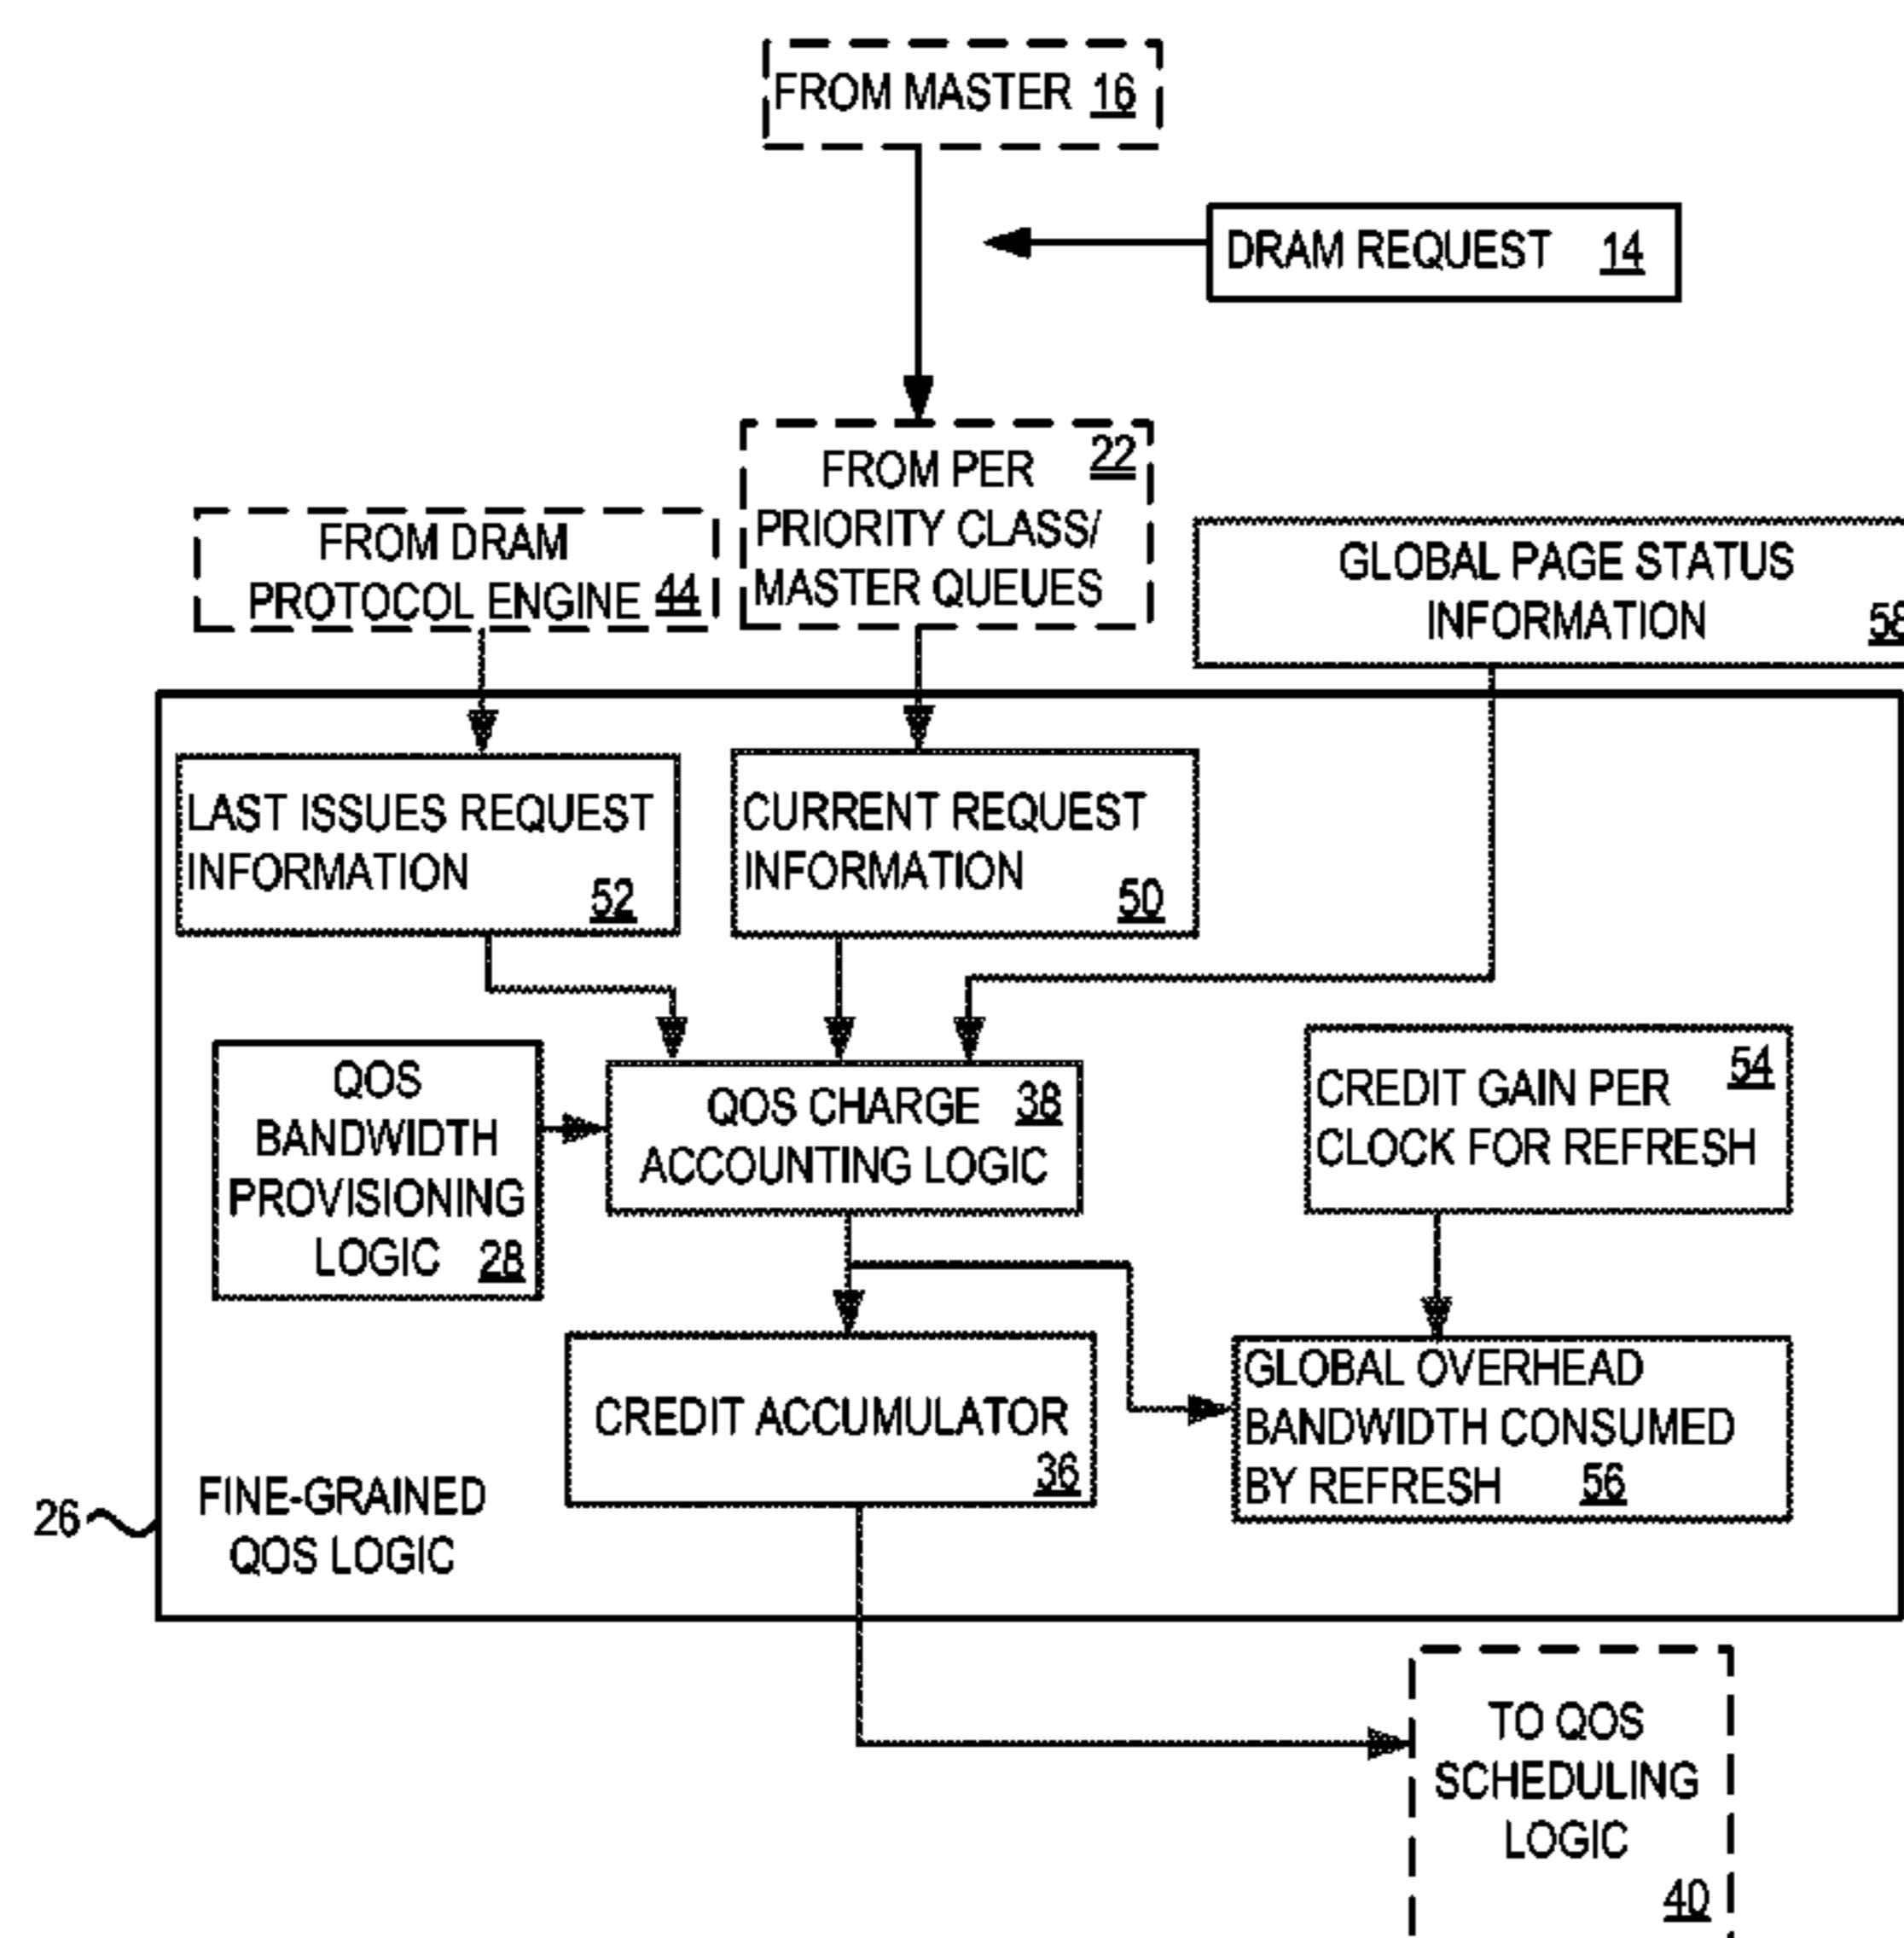 FROM MASTER 16
DRAM REQUEST 14
FROM PER 22
PRIORITY CLASS/
MASTER QUEUES
FROM DRAM
PROTOCOL ENGINE 44
GLOBAL PAGE STATUS
INFORMATION 58
LAST ISSUES REQUEST
INFORMATION
52
CURRENT REQUEST
INFORMATION
50
QOS
BANDWIDTH
PROVISIONING
LOGIC 28
QOS CHARGE 38
ACCOUNTING LOGIC
54
CREDIT GAIN PER
CLOCK FOR REFRESH
CREDIT ACCUMULATOR
36
GLOBAL OVERHEAD
BANDWIDTH CONSUMED
BY REFRESH 56
26
FINE-GRAINED
QOS LOGIC
TO QOS
SCHEDULING
LOGIC
40